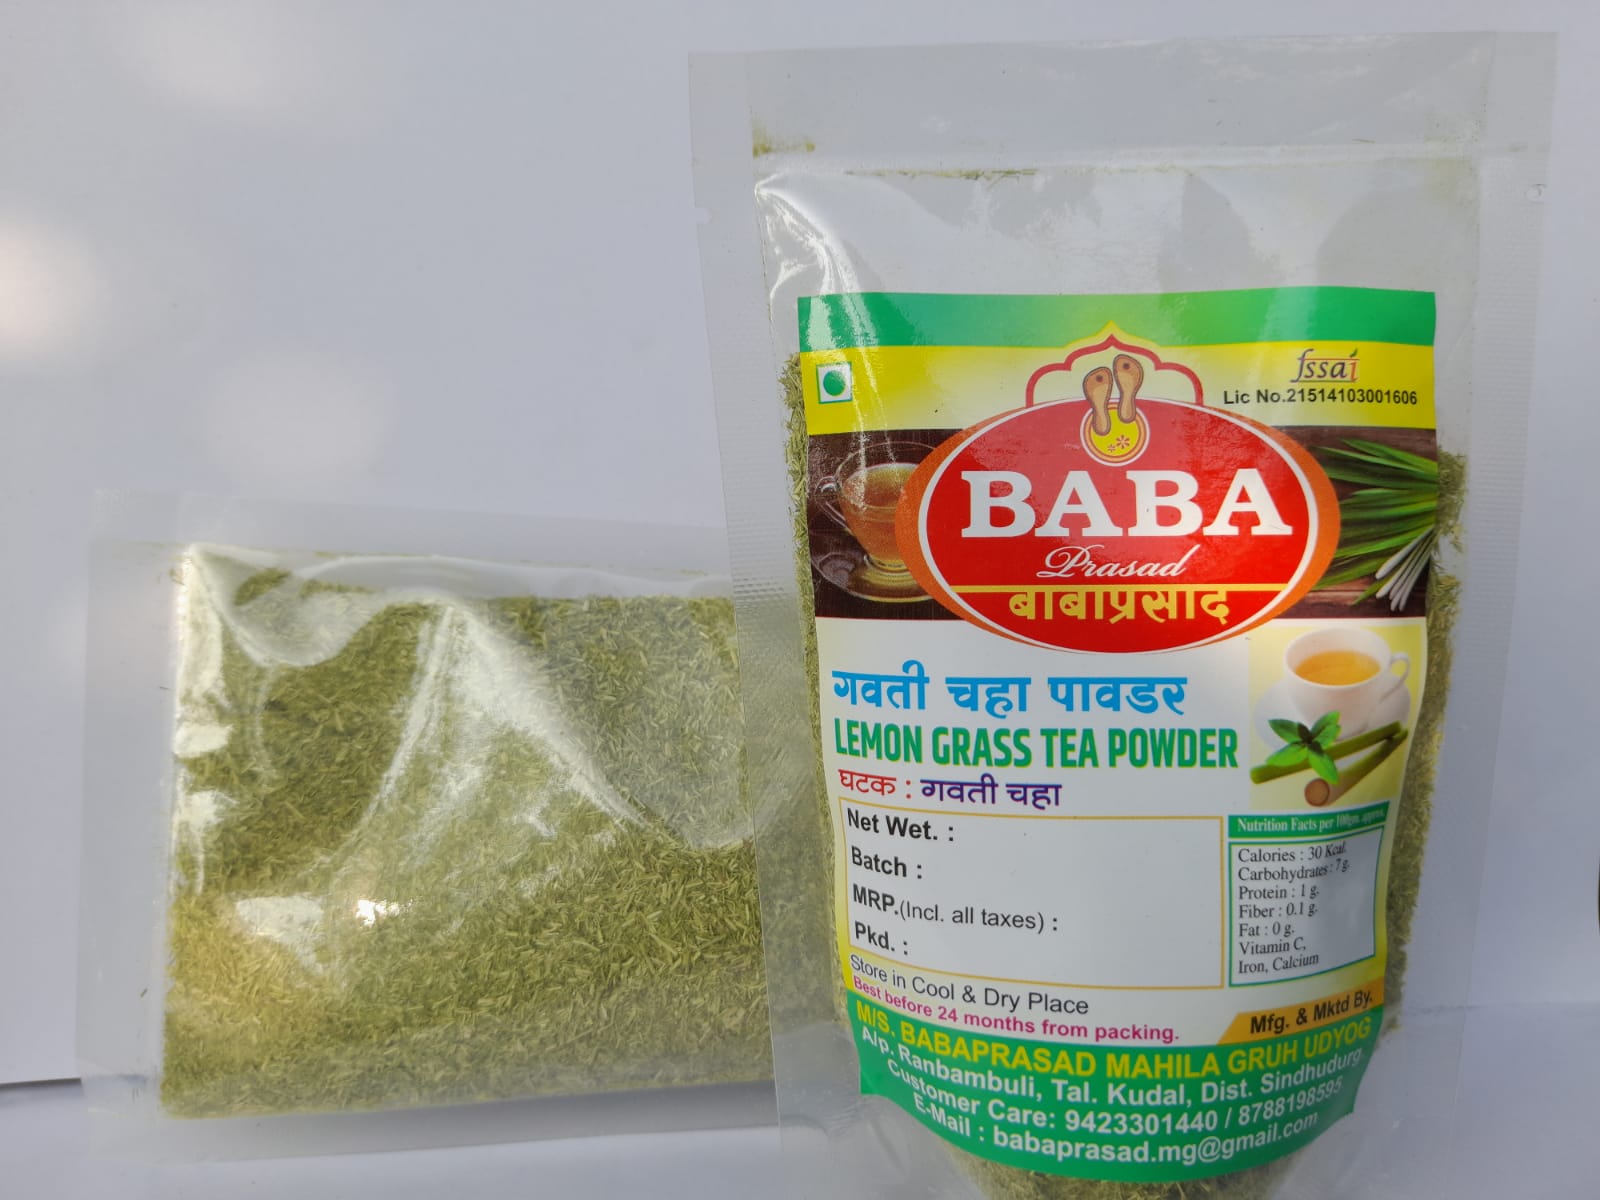 fssai
Lic No.21514103001606
BABA
Prasad
बाबाप्रसाद
गवती चहा पावडर
LEMON GRASS TEA POWDER
घटक : गवती चहा
Net Wet. :
Batch :
MRP.(Incl. all taxes) :
Pkd. :
Nutrition Facts per 100gm. approx.
Calories : 30 Kcal.
Carbohydrates : 7 g.
Protein : 1 g.
Fiber : 0.1 g.
Fat : 0 g.
Vitamin C,
Iron, Calcium
Store in Cool & Dry Place
Best before 24 months from packing.
Mfg. & Mktd By.
M/S. BABAPRASAD MAHILA GRUH UDYOG
A/p. Ranbambuli, Tal. Kudal, Dist. Sindhudurg
Customer Care: 9423301440 / 8788198595
E-Mail : babaprasad.mg@gmail.com